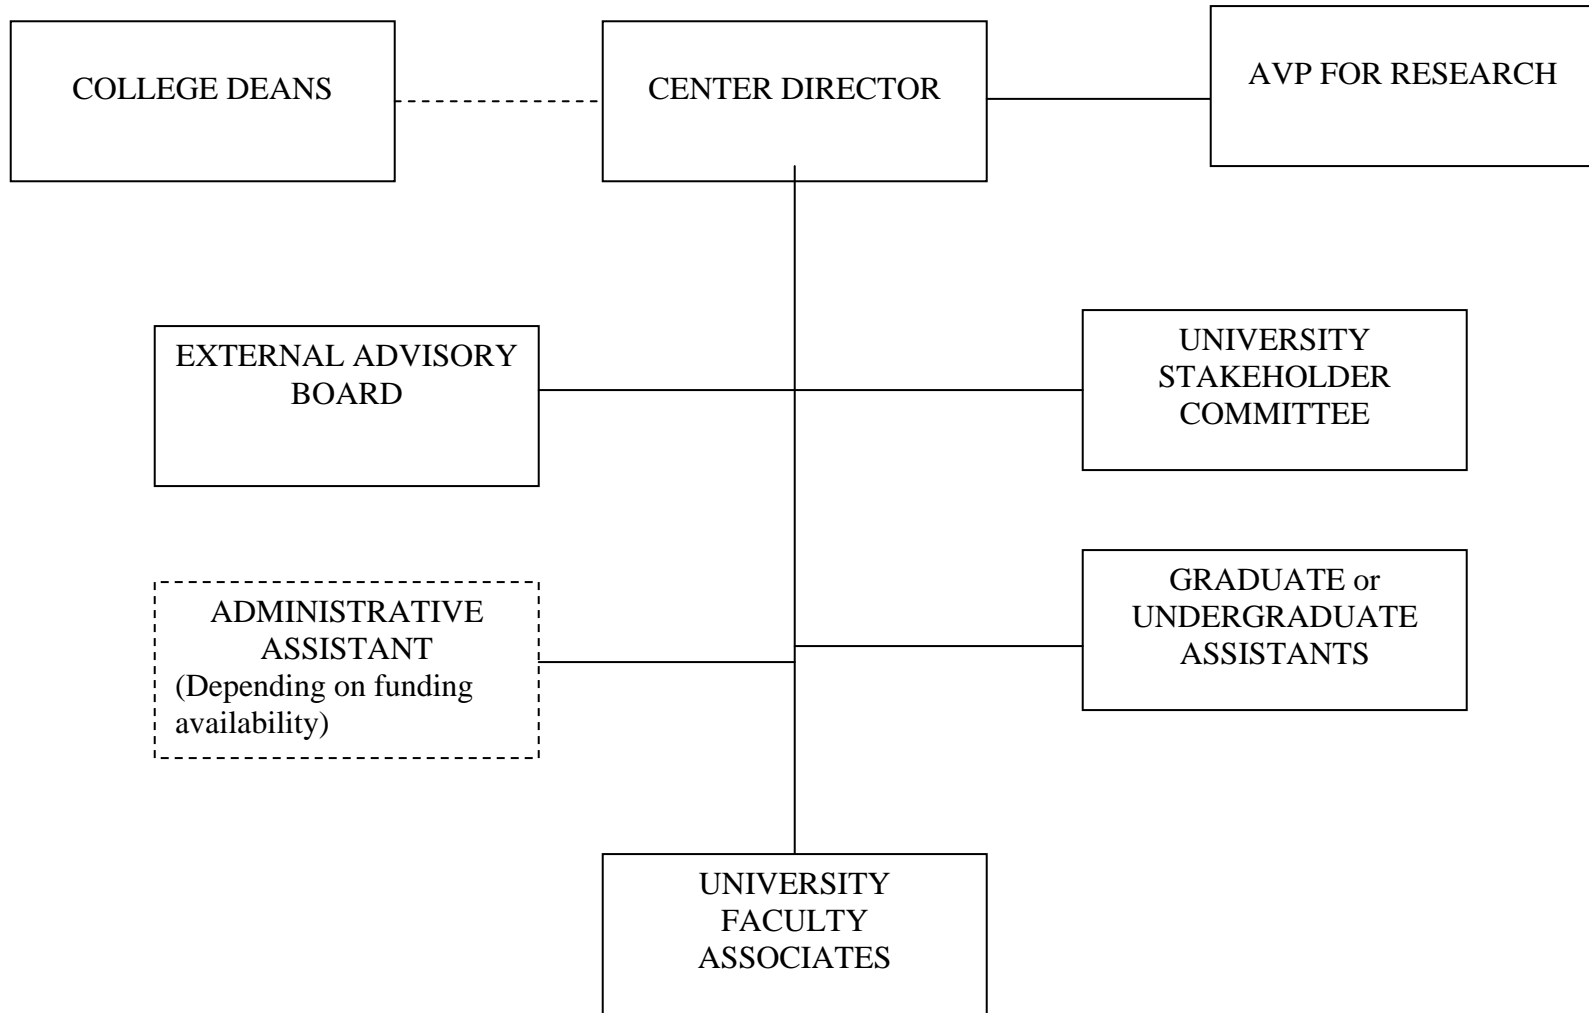 COLLEGE DEANS
CENTER DIRECTOR
AVP FOR RESEARCH
EXTERNAL ADVISORY
BOARD
UNIVERSITY
STAKEHOLDER
COMMITTEE
ADMINISTRATIVE
ASSISTANT
(Depending on funding
availability)
GRADUATE or
UNDERGRADUATE
ASSISTANTS
UNIVERSITY
FACULTY
ASSOCIATES